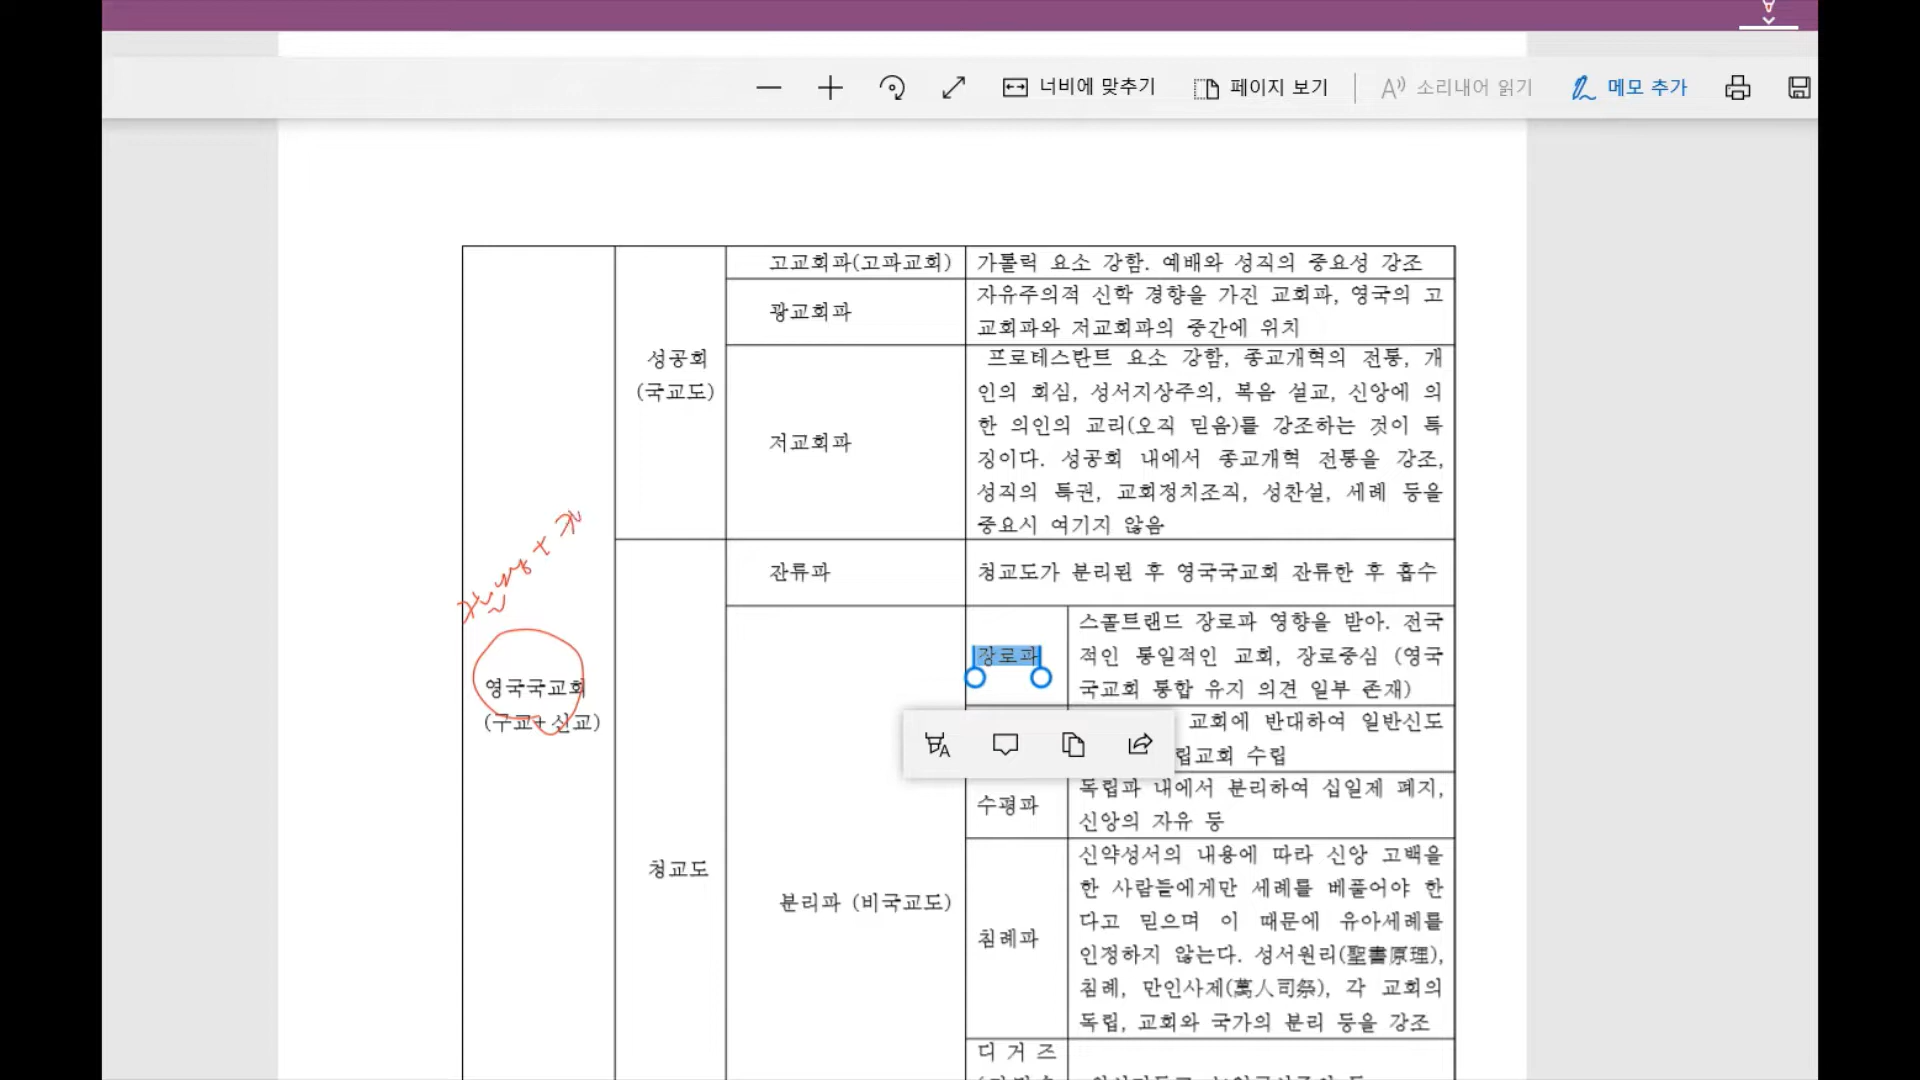 너비에 맞추기
페이지 보기
소리내어 읽기
메모 추가
고교회파(고파교회)
가톨릭 요소 강함. 예배와 성직의 중요성 강조
광교회파
자유주의적 신학 경향을 가진 교회파, 영국의 고
교회파와 저교회파의 중간에 위치
성공회
(국교도)
저교회파
프로테스탄트 요소 강함, 종교개혁의 전통, 개
인의 회심, 성서지상주의, 복음 설교, 신앙에 의
한 의인의 교리(오직 믿음)를 강조하는 것이 특
징이다. 성공회 내에서 종교개혁 전통을 강조,
성직의 특권, 교회정치조직, 성찬설, 세례 등을
중요시 여기지 않음
영국국교회
(구교+신교)
청교도
잔류파
청교도가 분리된 후 영국국교회 잔류한 후 흡수
분리파 (비국교도)
장로파
스콜트랜드 장로파 영향을 받아. 전국
적인 통일적인 교회, 장로중심 (영국
국교회 통합 유지 의견 일부 존재)
교회에 반대하여 일반신도
립교회 수립
수평파
독립파 내에서 분리하여 십일제 폐지,
신앙의 자유 등
침례파
신약성서의 내용에 따라 신앙 고백을
한 사람들에게만 세례를 베풀어야 한
다고 믿으며 이 때문에 유아세례를
인정하지 않는다. 성서원리(聖書原理),
침례, 만인사제(萬人司祭), 각 교회의
독립, 교회와 국가의 분리 등을 강조
디 거 즈